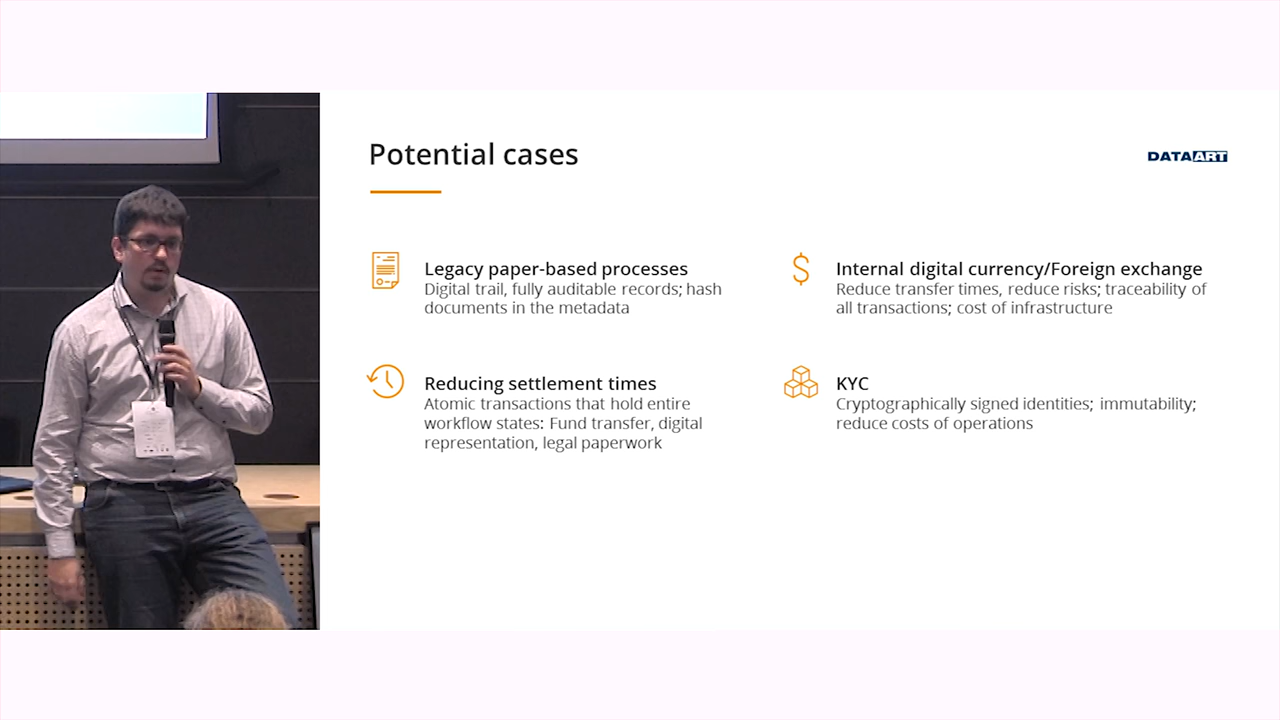 Potential cases
DATAART
Legacy paper-based processes
Digital trail, fully auditable records; hash
documents in the metadata
Internal digital currency/Foreign exchange
Reduce transfer times, reduce risks; traceability of
all transactions; cost of infrastructure
Reducing settlement times
Atomic transactions that hold entire
workflow states: Fund transfer, digital
representation, legal paperwork
KYC
Cryptographically signed identities; immutability;
reduce costs of operations